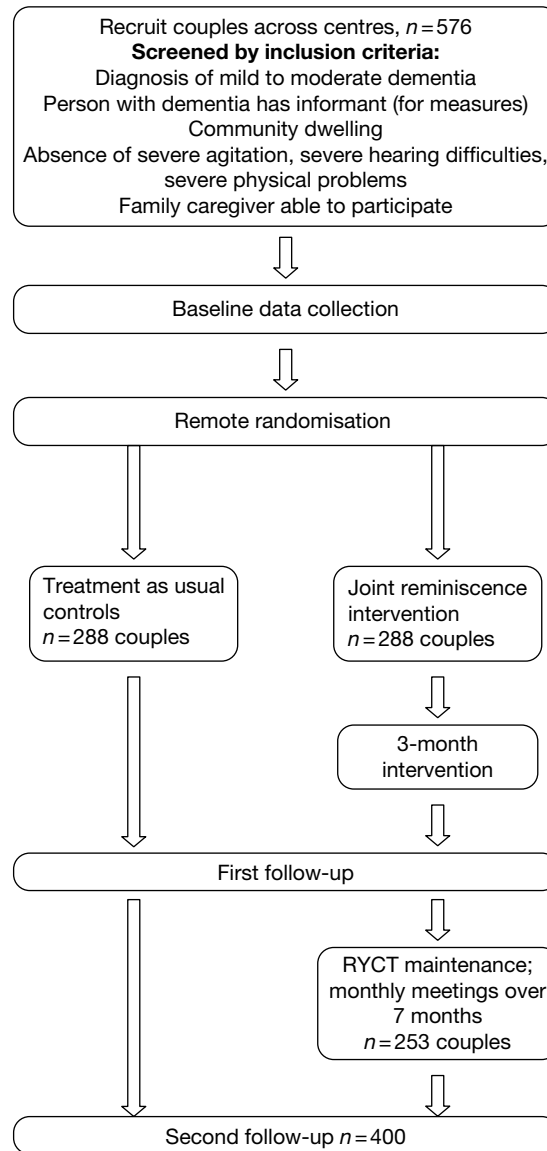 Recruit couples across centres, n=576
Screened by inclusion criteria:
Diagnosis of mild to moderate dementia
Person with dementia has informant (for measures)
Community dwelling
Absence of severe agitation, severe hearing difficulties,
severe physical problems
Family caregiver able to participate
Baseline data collection
Remote randomisation
Treatment as usual
controls
n=288 couples
Joint reminiscence
intervention
n=288 couples
3-month
intervention
First follow-up
RYCT maintenance;
monthly meetings over
7 months
n=253 couples
Second follow-up n=400